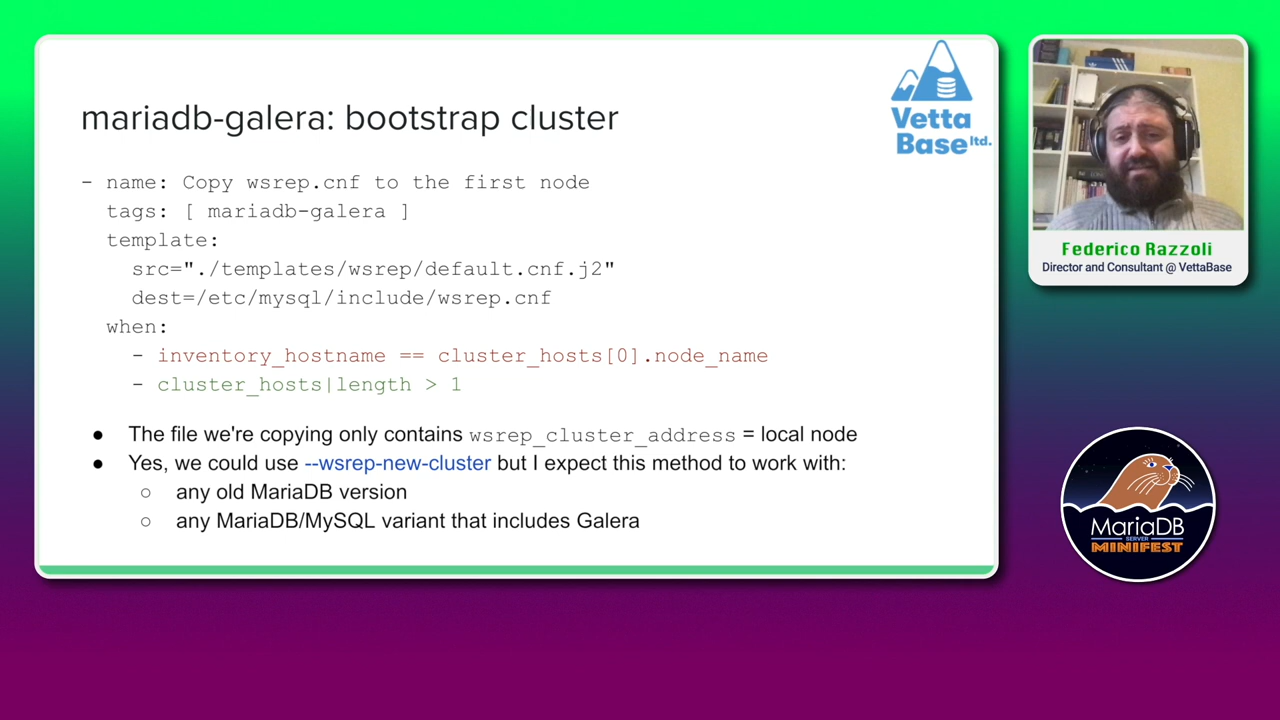 mariadb-galera: bootstrap cluster
Vetta
Base ltd.
- name: Copy wsrep.cnf to the first node
tags: [ mariadb-galera ]
template:
src="./templates/wsrep/default.cnf.j2"
dest=/etc/mysql/include/wsrep.cnf
when:
- inventory_hostname == cluster_hosts[0].node_name
- cluster_hosts|length > 1
● The file we're copying only contains wsrep_cluster_address = local node
● Yes, we could use --wsrep-new-cluster but I expect this method to work with:
○ any old MariaDB version
○ any MariaDB/MySQL variant that includes Galera
Federico Razzoli
Director and Consultant @ VettaBase
MariaDB
SERVER
MINIFEST